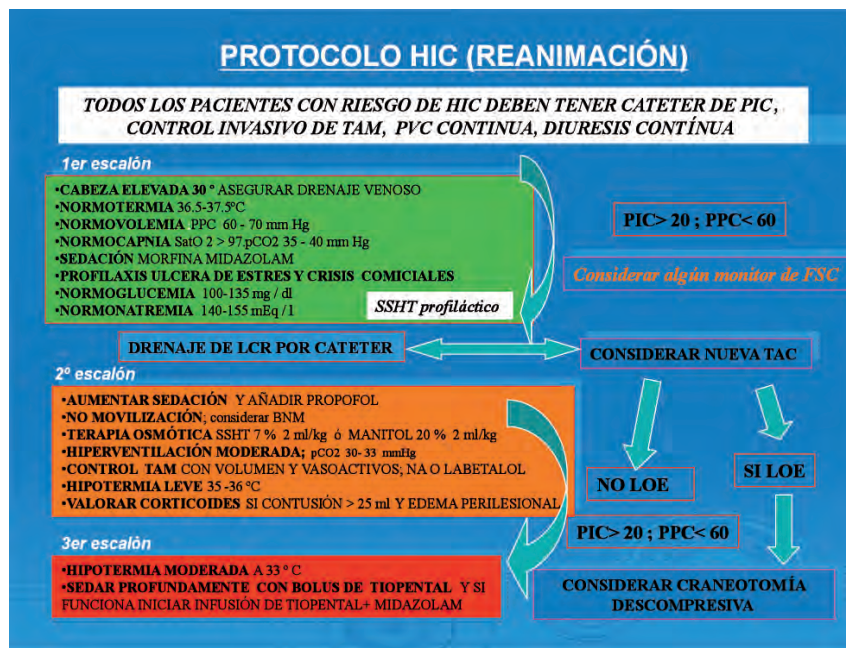 PROTOCOLO HIC (REANIMACIÓN)
TODOS LOS PACIENTES CON RIESGO DE HIC DEBEN TENER CATETER DE PIC,
CONTROL INVASIVO DE TAM, PVC CONTINUA, DIURESIS CONTÍNUA
1er escalón
•CABEZA ELEVADA 30 º ASEGURAR DRENAJE VENOSO
•NORMOTERMIA 36.5-37.5ºC
•NORMOVOLEMIA PPC 60 - 70 mm Hg
•NORMOCAPNIA SatO 2 > 97.pCO2 35 - 40 mm Hg
•SEDACIÓN MORFINA MIDAZOLAM
•PROFILAXIS ULCERA DE ESTRES Y CRISIS COMICIALES
•NORMOGLUCEMIA 100-135 mg / dl
•NORMONATREMIA 140-155 mEq / l
SSHT profiláctico
PIC> 20 ; PPC< 60
Considerar algún monitor de FSC
DRENAJE DE LCR POR CATETER
CONSIDERAR NUEVA TAC
2º escalón
•AUMENTAR SEDACIÓN Y AÑADIR PROPOFOL
•NO MOVILIZACIÓN; considerar BNM
•TERAPIA OSMÓTICA SSHT 7 % 2 ml/kg ó MANITOL 20 % 2 ml/kg
•HIPERVENTILACIÓN MODERADA; pCO2 30- 33 mmHg
•CONTROL TAM CON VOLUMEN Y VASOACTIVOS; NA O LABETALOL
•HIPOTERMIA LEVE 35 -36 ºC
•VALORAR CORTICOIDES SI CONTUSIÓN > 25 ml Y EDEMA PERILESIONAL
NO LOE
SI LOE
PIC> 20 ; PPC< 60
3er escalón
•HIPOTERMIA MODERADA A 33 º C
•SEDAR PROFUNDAMENTE CON BOLUS DE TIOPENTAL Y SI
FUNCIONA INICIAR INFUSIÓN DE TIOPENTAL+ MIDAZOLAM
CONSIDERAR CRANEOTOMÍA
DESCOMPRESIVA